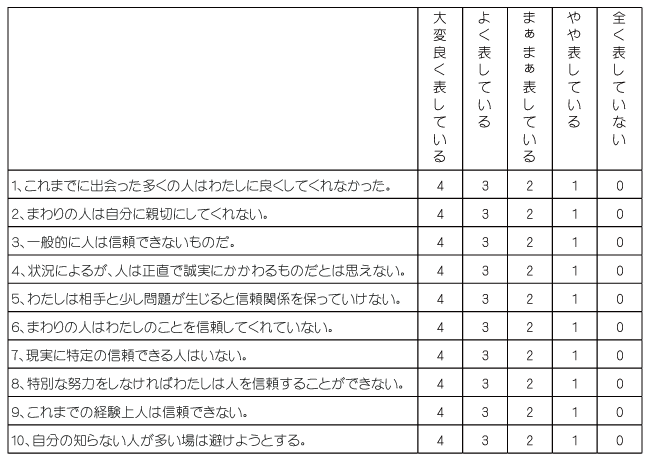 大変良く表している
よく表している
まぁまぁ表している
やや表している
全く表していない
1、これまでに出会った多くの人はわたしに良くしてくれなかった。 4 3 2 1 0
2、まわりの人は自分に親切にしてくれない。 4 3 2 1 0
3、一般的に人は信頼できないものだ。 4 3 2 1 0
4、状況によるが、人は正直で誠実にかかわるものだとは思えない。 4 3 2 1 0
5、わたしは相手と少し問題が生じると信頼関係を保っていけない。 4 3 2 1 0
6、まわりの人はわたしのことを信頼してくれていない。 4 3 2 1 0
7、現実に特定の信頼できる人はいない。 4 3 2 1 0
8、特別な努力をしなければわたしは人を信頼することができない。 4 3 2 1 0
9、これまでの経験上人は信頼できない。 4 3 2 1 0
10、自分の知らない人が多い場は避けようとする。 4 3 2 1 0